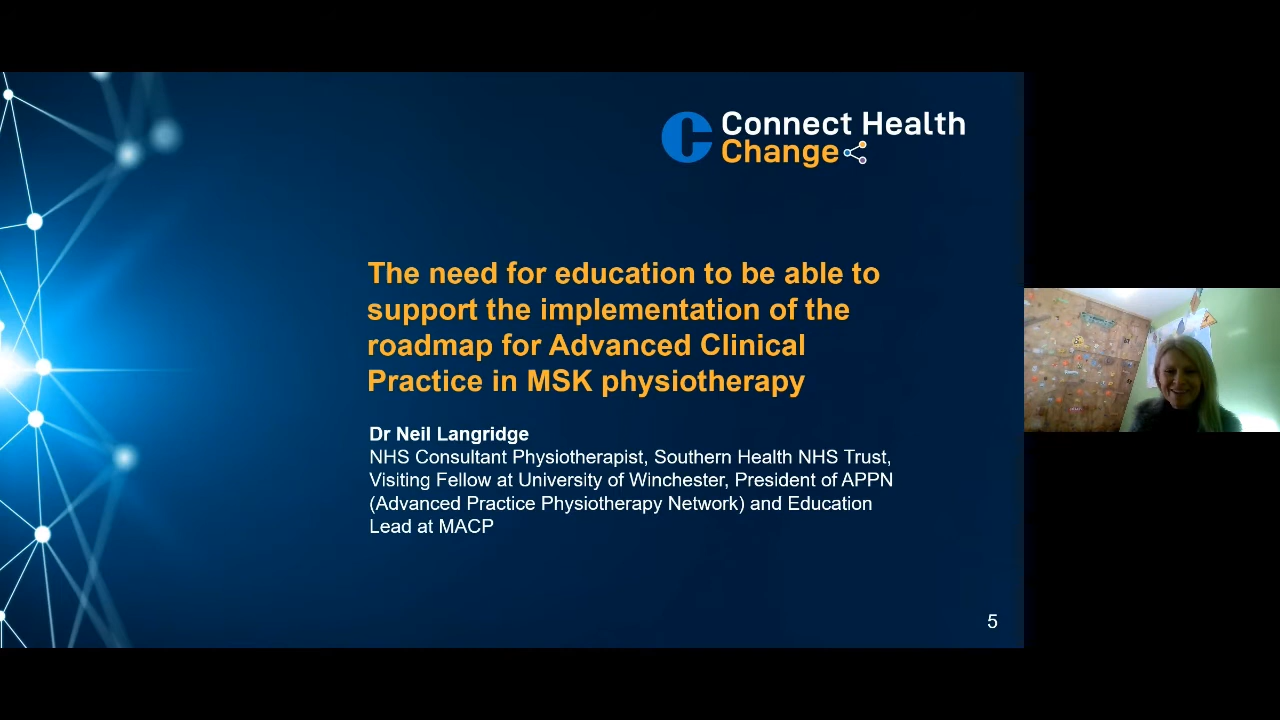 Connect Health
Change
The need for education to be able to
support the implementation of the
roadmap for Advanced Clinical
Practice in MSK physiotherapy
Dr Neil Langridge
NHS Consultant Physiotherapist, Southern Health NHS Trust,
Visiting Fellow at University of Winchester, President of APPN
(Advanced Practice Physiotherapy Network) and Education
Lead at MACP
5